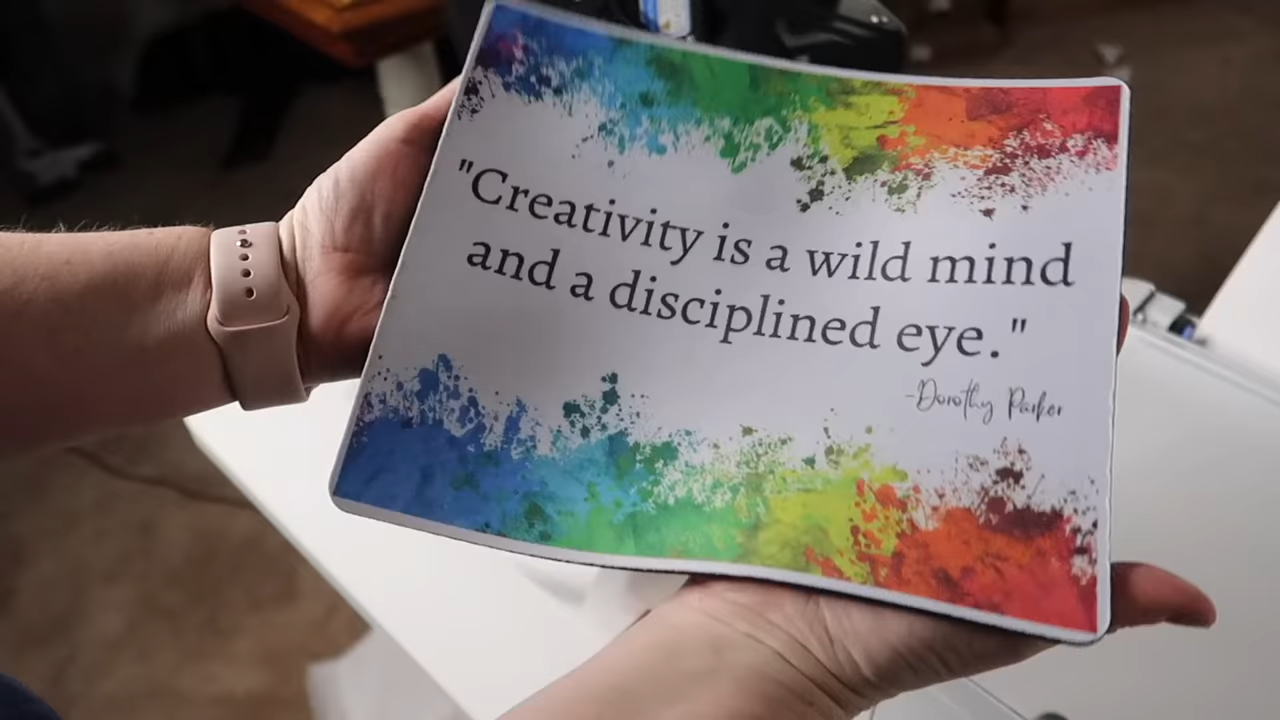 "Creativity is a wild mind
and a disciplined eye."
-Dorothy Parker